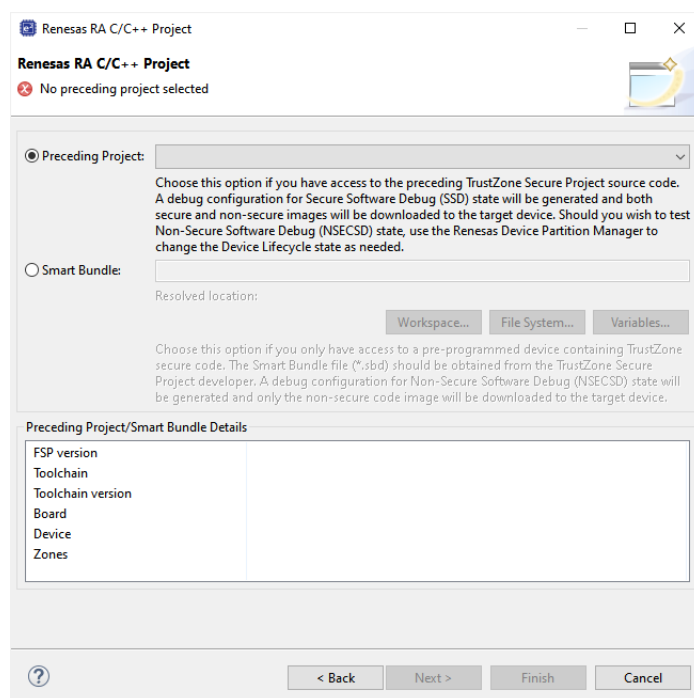 Renesas RA C/C++ Project
Renesas RA C/C++ Project
No preceding project selected
Preceding Project:
Choose this option if you have access to the preceding TrustZone Secure Project source code.
A debug configuration for Secure Software Debug (SSD) state will be generated and both
secure and non-secure images will be downloaded to the target device. Should you wish to test
Non-Secure Software Debug (NSECSD) state, use the Renesas Device Partition Manager to
change the Device Lifecycle state as needed.
Smart Bundle:
Resolved location:
Workspace... File System... Variables...
Choose this option if you only have access to a pre-programmed device containing TrustZone
secure code. The Smart Bundle file (*.sbd) should be obtained from the TrustZone Secure
Project developer. A debug configuration for Non-Secure Software Debug (NSECSD) state will
be generated and only the non-secure code image will be downloaded to the target device.
Preceding Project/Smart Bundle Details
FSP version
Toolchain
Toolchain version
Board
Device
Zones
? < Back Next > Finish Cancel